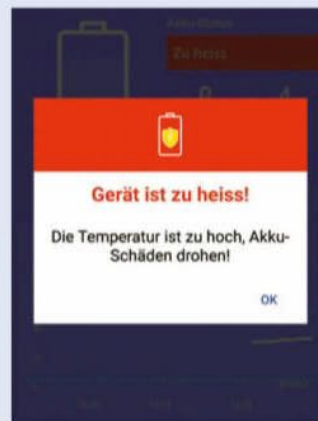 Akku-Status
Zu heiss
Gerät ist zu heiss!
Die Temperatur ist zu hoch, Akku-
Schäden drohen!
OK